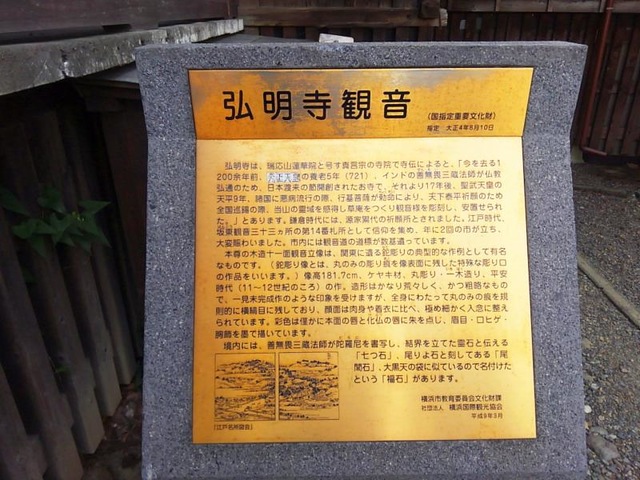 弘明寺観音
(国指定重要文化財)
指定 大正4年8月10日
弘明寺は、瑞応山蓮華院と号す真言宗の寺院で寺伝によると、「今を去る1
200余年前、の養老5年（721）、インドの善無畏三蔵法師が仏教
弘通のため、日本渡来の節開創されたお寺で、それより17年後、聖武天皇の
天平9年、諸国に悪病流行の際、行基菩薩が勅命により、天下泰平祈願のため
全国巡錫の際、当山の霊域を感得し草庵をつくり観音様を彫刻し、安置せられ
た。」とあります。鎌倉時代には、源家累代の祈願所とされました。江戸時代、
坂東観音三十三ヵ所の第14番札所として信仰を集め、年に2回の市が立ち、
大変賑わいました。市内には観音道の道標が数基遺っています。
本尊の木造十一面観音立像は、関東に遺る鉈彫りの典型的な作例として有名
なものです。（鉈彫り像とは、丸のみの彫り痕を像表面に残した特殊な彫り口
の作品をいいます。）像高181.7cm、ケヤキ材、丸彫り・一木造り、平安
時代（11～12世紀のころ）の作。造形はかなり荒々しく、かつ粗略なもの
で、一見未完成作のような印象を受けますが、全身にわたって丸のみの痕を規
則的に横縞目に残しており、顔面は肉身や着衣に比べ、極め細かく入念に整え
られています。彩色は僅かに本面の唇と化仏の唇に朱を点じ、眉目・口ヒゲ・
胸飾を墨で描いています。
境内には、善無畏三蔵法師が陀羅尼を書写し、結界を立てた霊石と伝える
「七つ石」、尾りょ石と刻してある「尾
閭石」、大黒天の袋に似ているので名付けた
という「福石」があります。
「江戸名所図会」
横浜市教育委員会文化財課
社団法人 横浜国際観光協会
平成9年3月